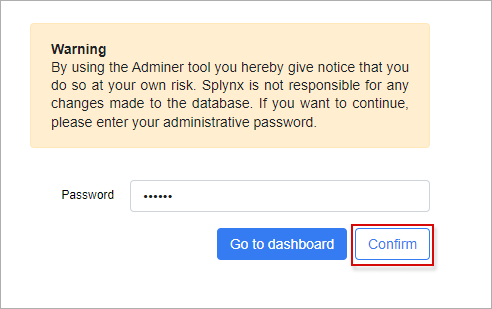 Warning
By using the Adminer tool you hereby give notice that you
do so at your own risk. Splynx is not responsible for any
changes made to the database. If you want to continue,
please enter your administrative password.
Password
••••••
Go to dashboard
Confirm